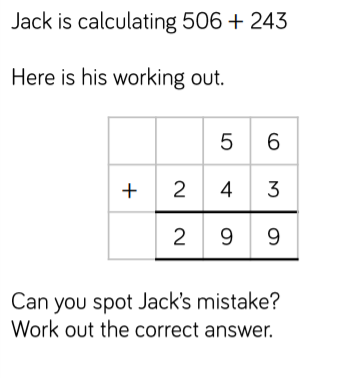 Jack is calculating 506 + 243
Here is his working out.
5 6
+ 2 4 3
2 9 9
Can you spot Jack's mistake?
Work out the correct answer.